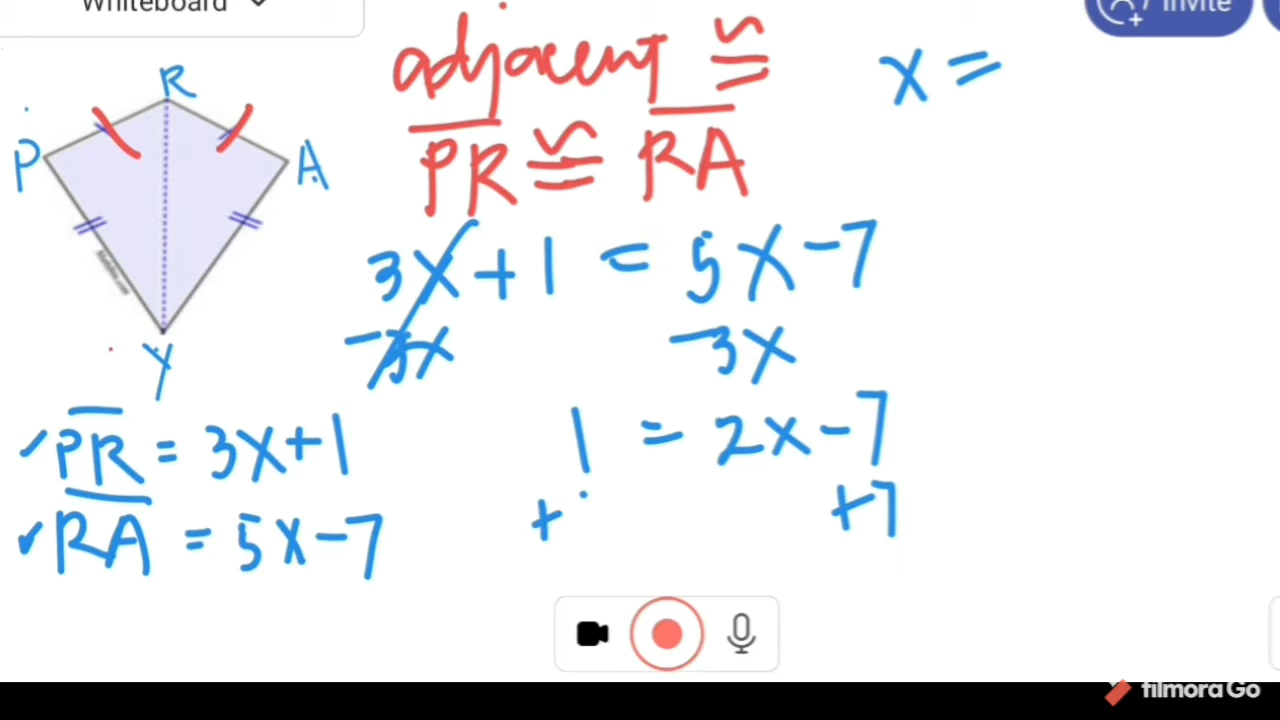 Whiteboard
Invite
R
P
A
Y
adjacent ≅
PR ≅ RA
x =
3x + 1 = 5x - 7
-3x -3x
1 = 2x - 7
+ +7
PR = 3x + 1
RA = 5x - 7
filmora Go